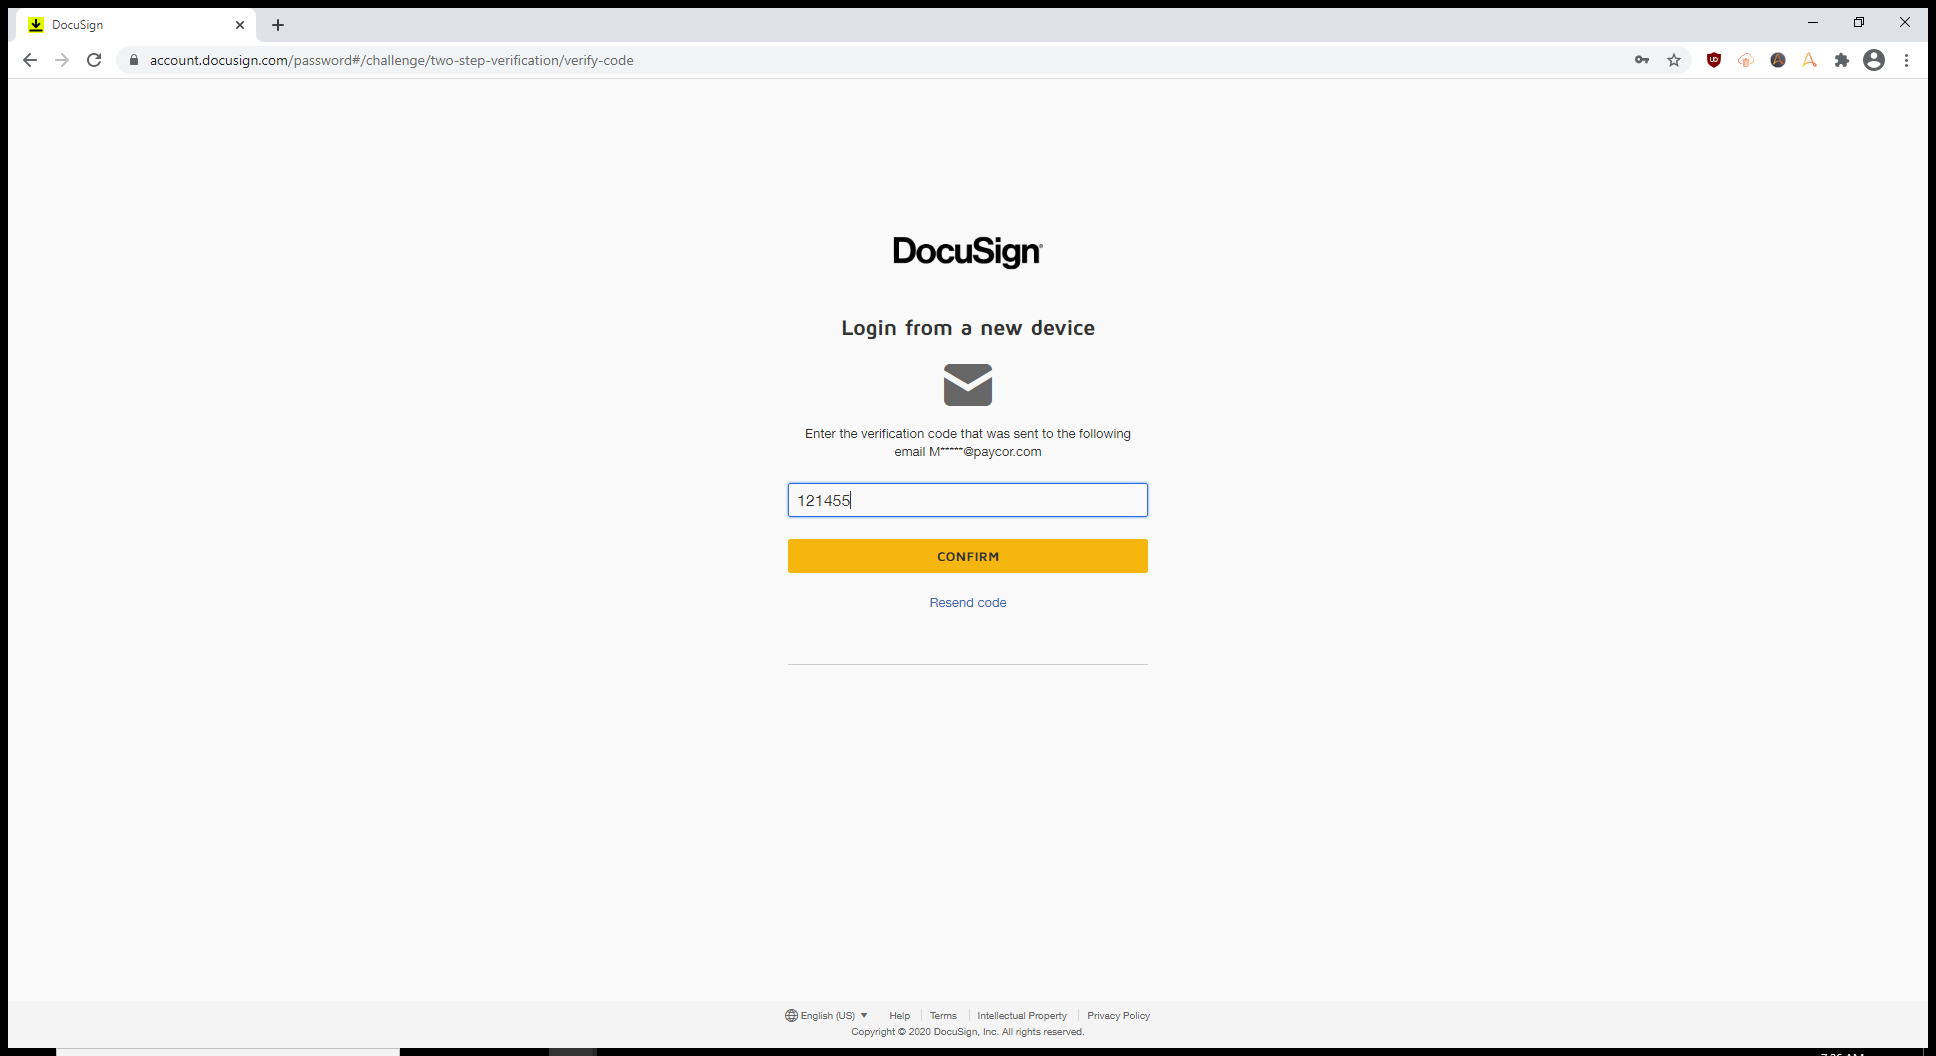 DocuSign
account.docusign.com/password#/challenge/two-step-verification/verify-code
DocuSign
Login from a new device
Enter the verification code that was sent to the following
email M*****@paycor.com
121455
CONFIRM
Resend code
English (US) Help Terms Intellectual Property Privacy Policy
Copyright © 2020 DocuSign, Inc. All rights reserved.